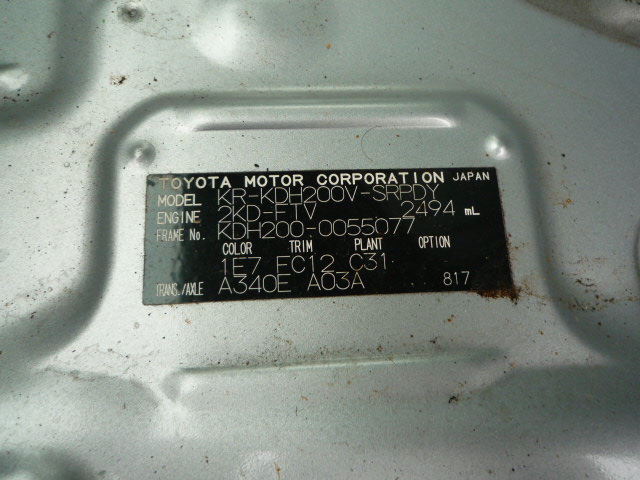 TOYOTA MOTOR CORPORATION JAPAN
MODEL KR-KDH200V-SRPDY
ENGINE 2KD-FTV 2494 mL
FRAME No. KDH200-0055077
COLOR TRIM PLANT OPTION
1E7 FC12 C31
TRANS./AXLE A340E A03A 817